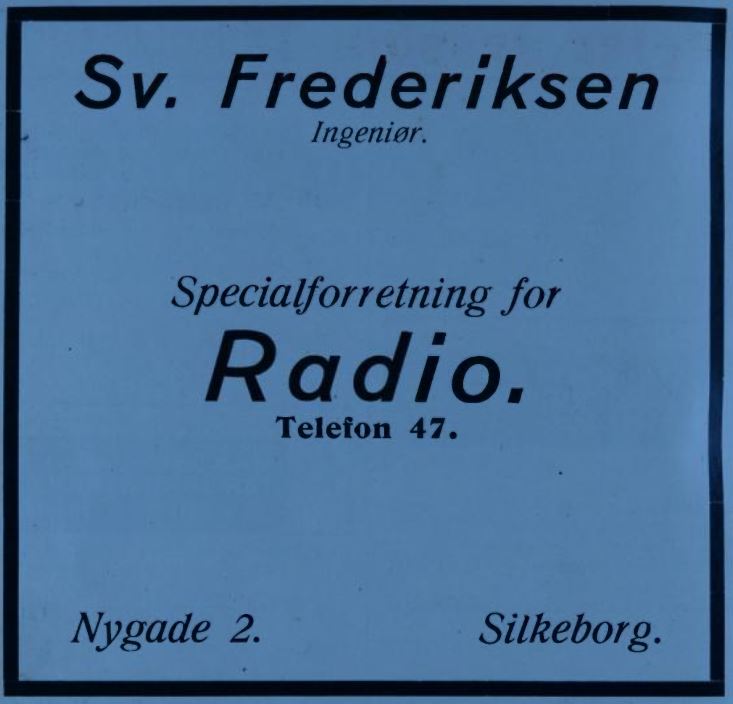 Sv. Frederiksen
Ingeniør.
Specialforretning for
Radio.
Telefon 47.
Nygade 2. Silkeborg.